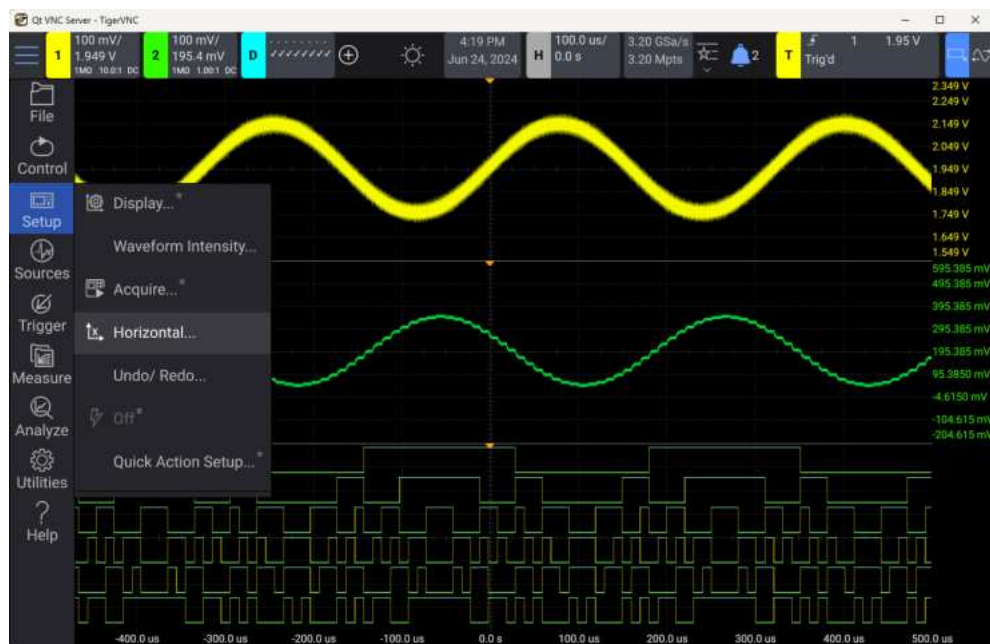 Qt VNC Server - TigerVNC
1 100 mV/ 1.949 V 1MΩ 10.0:1 DC
2 100 mV/ 195.4 mV 1MΩ 1.00:1 DC
D
4:19 PM
Jun 24, 2024
H 100.0 us/ 0.0 s
3.20 GSa/s
3.20 Mpts
2
T 1 1.95 V
Trig'd
File
Control
Setup
Sources
Trigger
Measure
Analyze
Utilities
Help
Display...*
Waveform Intensity...
Acquire...*
Horizontal...
Undo/ Redo...
Off*
Quick Action Setup...*
2.349 V
2.249 V
2.149 V
2.049 V
1.949 V
1.849 V
1.749 V
1.649 V
1.549 V
595.385 mV
495.385 mV
395.385 mV
295.385 mV
195.385 mV
95.3850 mV
-4.6150 mV
-104.615 mV
-204.615 mV
-400.0 us -300.0 us -200.0 us -100.0 us 0.0 s 100.0 us 200.0 us 300.0 us 400.0 us 500.0 us